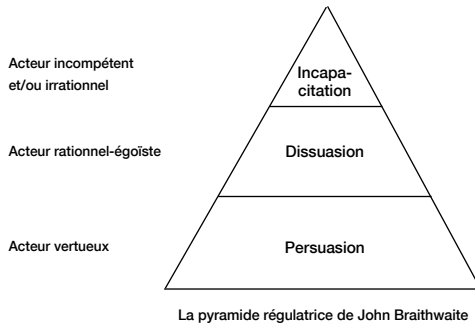 Acteur incompétent
et/ou irrationnel
Incapa-
citation
Acteur rationnel-égoïste
Dissuasion
Acteur vertueux
Persuasion
La pyramide régulatrice de John Braithwaite